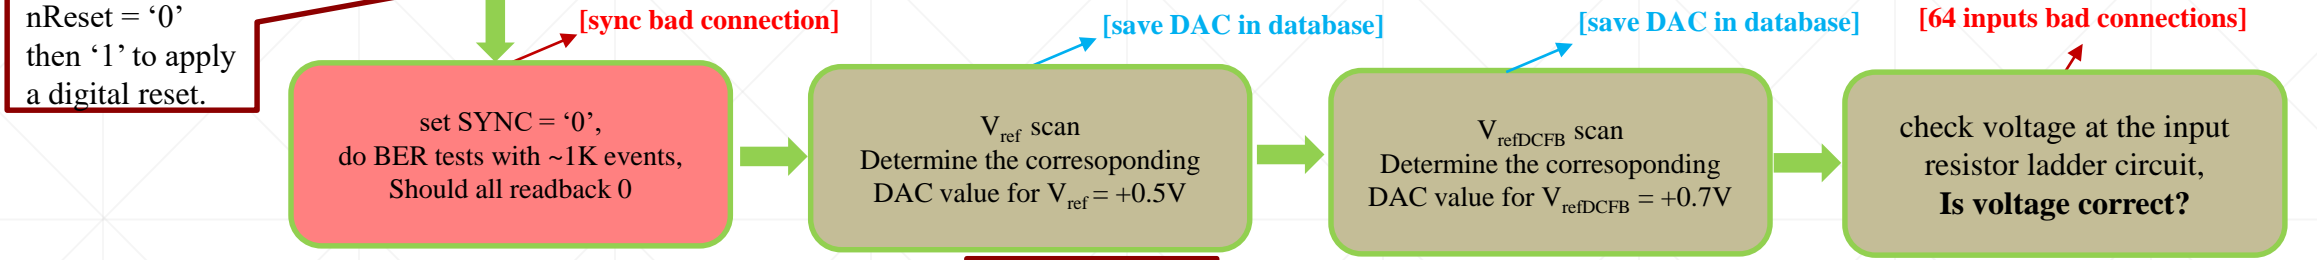 nReset = ‘0’
then ‘1’ to apply
a digital reset.
[sync bad connection]
set SYNC = ‘0’,
do BER tests with ~1K events,
Should all readback 0
[save DAC in database]
Vref scan
Determine the corresoponding
DAC value for Vref = +0.5V
[save DAC in database]
VrefDCFB scan
Determine the corresoponding
DAC value for VrefDCFB = +0.7V
[64 inputs bad connections]
check voltage at the input
resistor ladder circuit,
Is voltage correct?